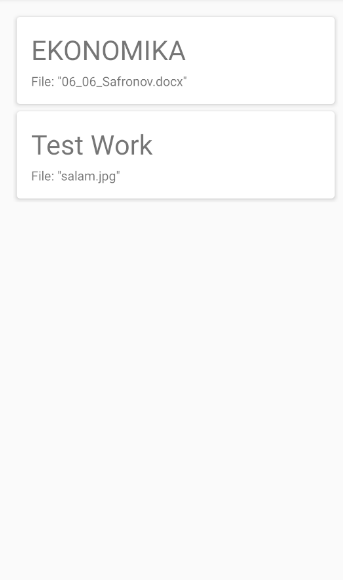 EKONOMIKA
File: "06_06_Safronov.docx"
Test Work
File: "salam.jpg"